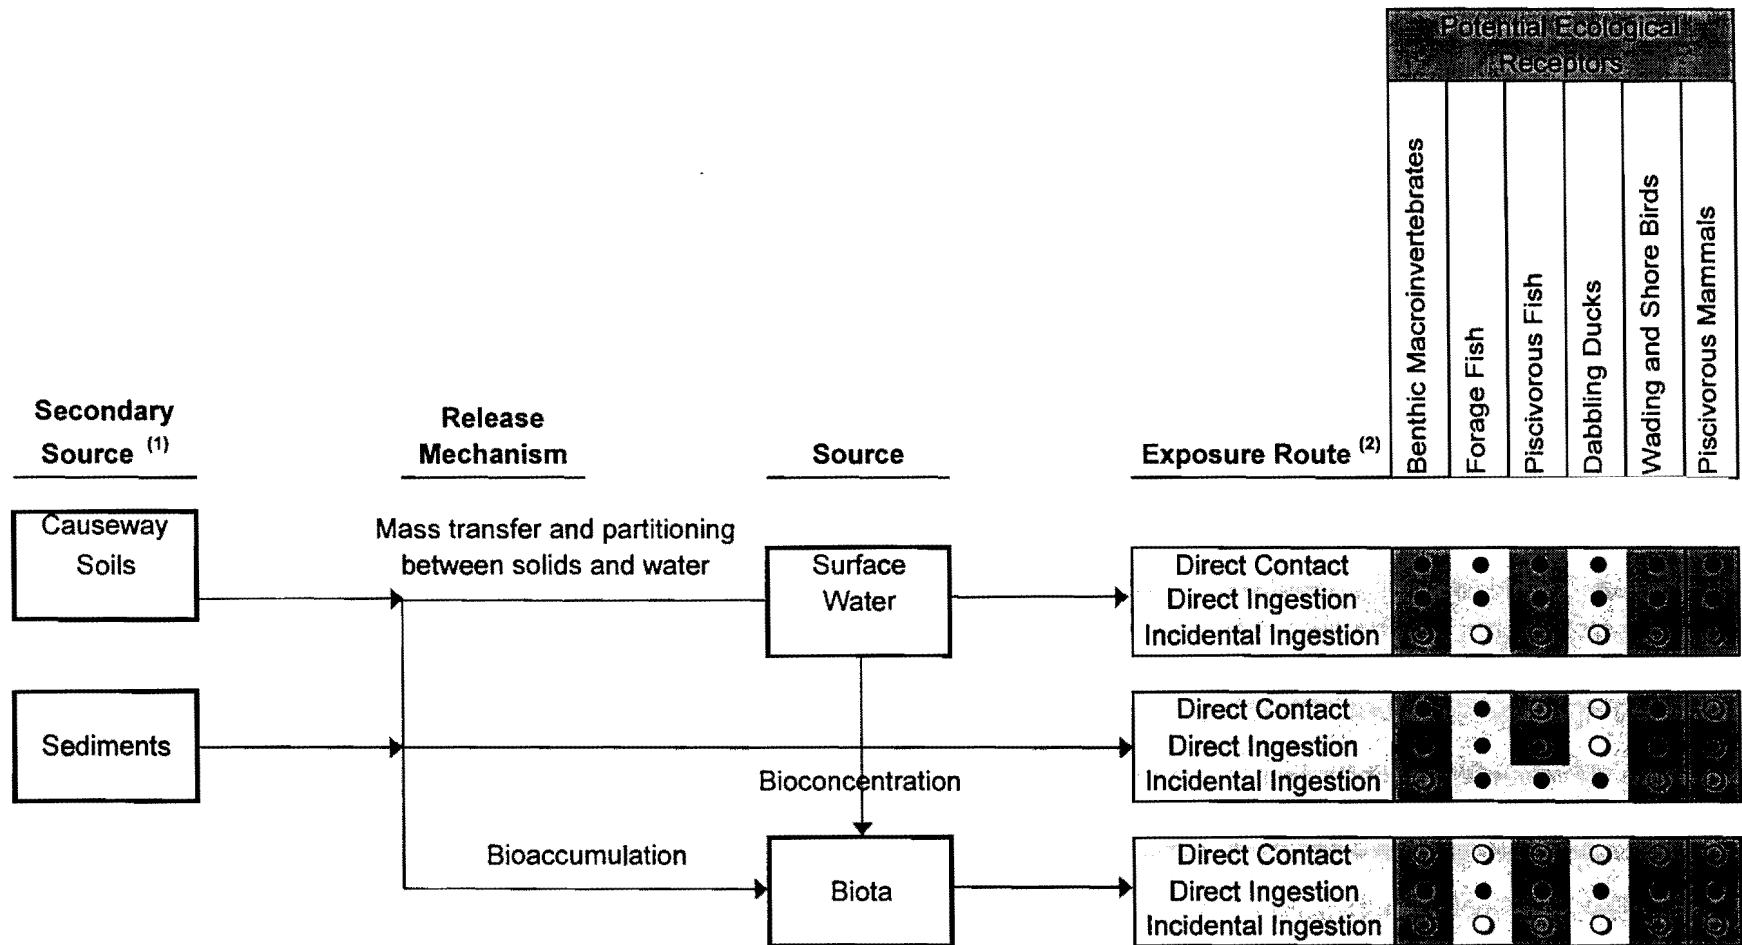 Potential Ecological
Receptors
Benthic Macroinvertebrates
Forage Fish
Piscivorous Fish
Dabbling Ducks
Wading and Shore Birds
Piscivorous Mammals
Secondary
Source (1)
Release
Mechanism
Source
Exposure Route (2)
Causeway
Soils
Mass transfer and partitioning
between solids and water
Surface
Water
Direct Contact
Direct Ingestion
Incidental Ingestion
Sediments
Direct Contact
Direct Ingestion
Incidental Ingestion
Bioconcentration
Bioaccumulation
Biota
Direct Contact
Direct Ingestion
Incidental Ingestion